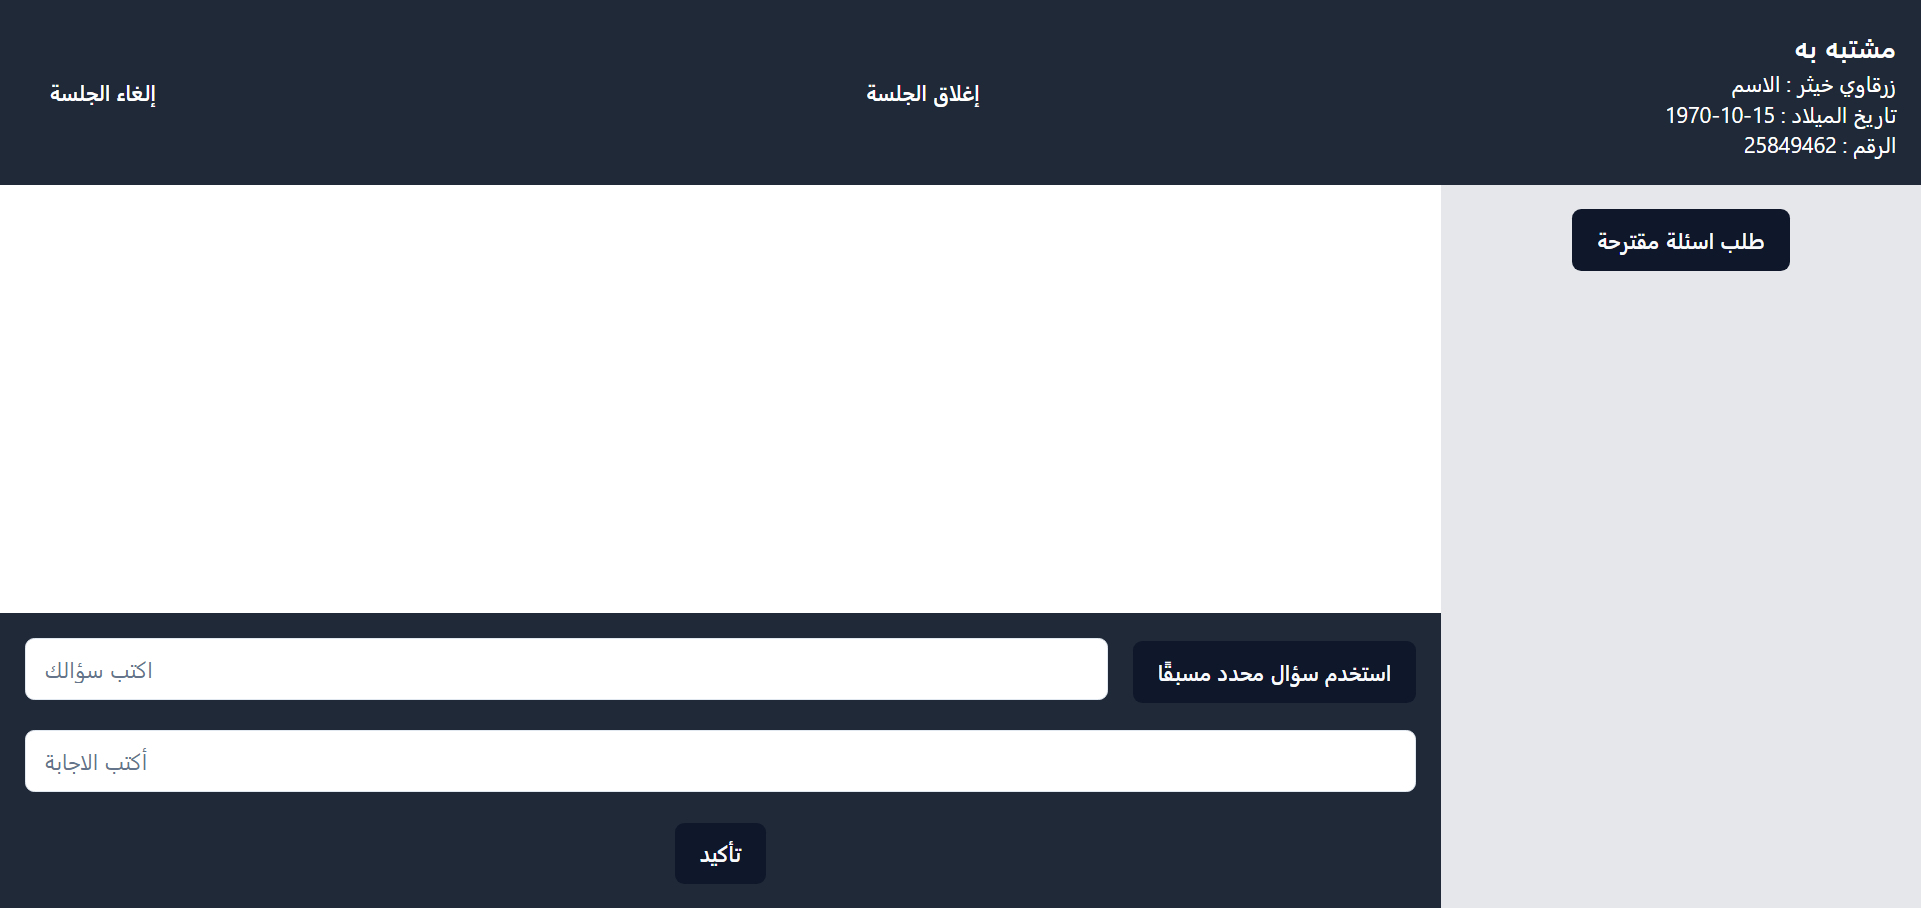 مشتبه به
زرقاوي خيثر : الاسم
تاريخ الميلاد : 15-10-1970
الرقم : 25849462
إغلاق الجلسة
إلغاء الجلسة
طلب اسئلة مقترحة
استخدم سؤال محدد مسبقًا
اكتب سؤالك
أكتب الاجابة
تأكيد